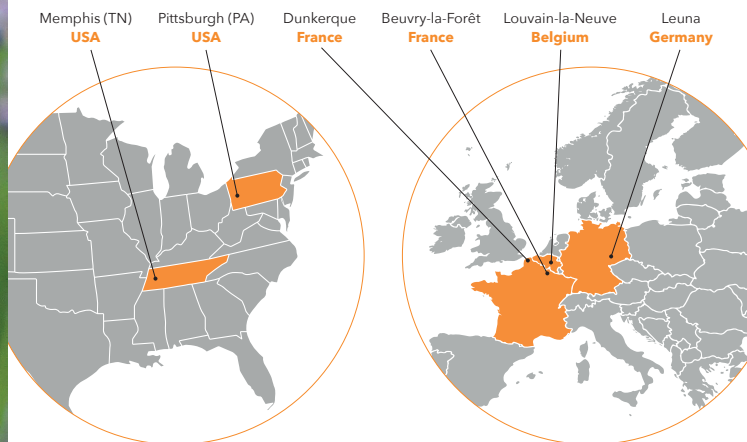 Memphis (TN)
USA
Pittsburgh (PA)
USA
Dunkerque
France
Beuvry-la-Forêt
France
Louvain-la-Neuve
Belgium
Leuna
Germany